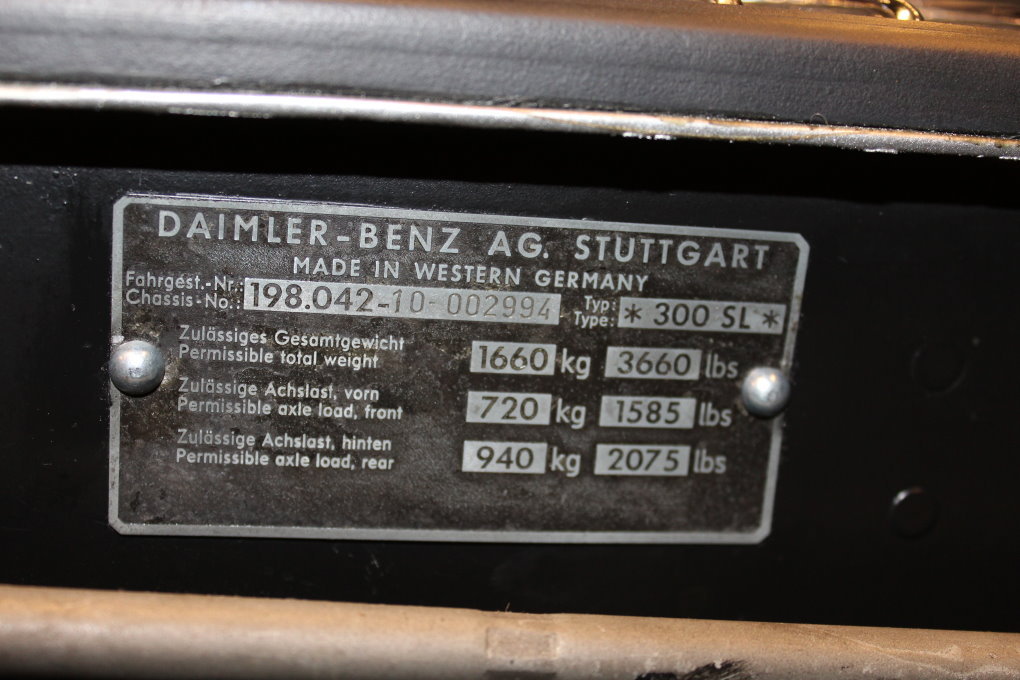 DAIMLER-BENZ AG. STUTTGART
MADE IN WESTERN GERMANY
Fahrgest.-Nr.:
Chassis-No.: 198.042-10-002994 Typ:
Type: * 300 SL *
Zulässiges Gesamtgewicht
Permissible total weight 1660 kg 3660 lbs
Zulässige Achslast, vorn
Permissible axle load, front 720 kg 1585 lbs
Zulässige Achslast, hinten
Permissible axle load, rear 940 kg 2075 lbs